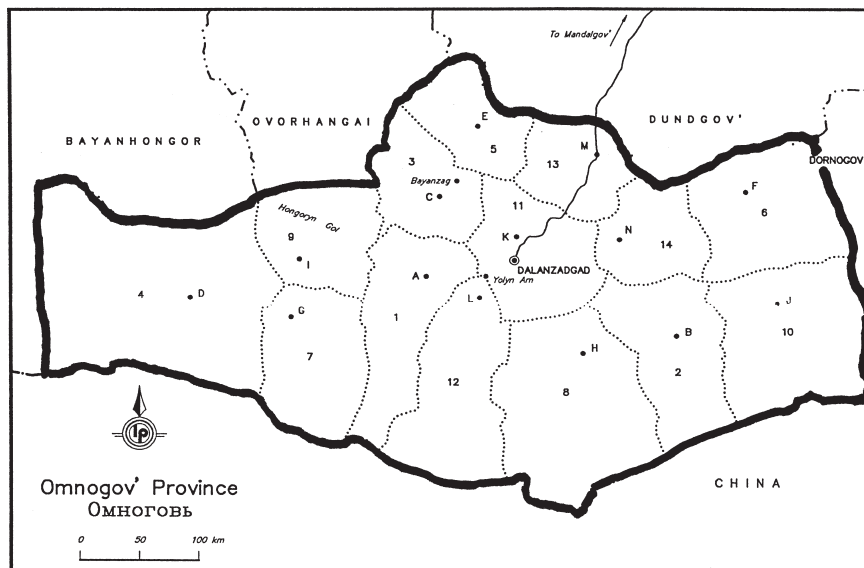 To Mandalgov'
DUNDGOV'
OVORHANGAI
BAYANHONGOR
DORNOGOV
E
5
M
3
13
Bayanzag
C
11
F
6
Hongoryn Gol
9
I
K
N
14
DALANZADGAD
A
Yolyn Am
4
D
L
G
1
J
10
B
7
H
2
12
8
IP
Omnogov' Province
Омноговь
CHINA
0 50 100 km